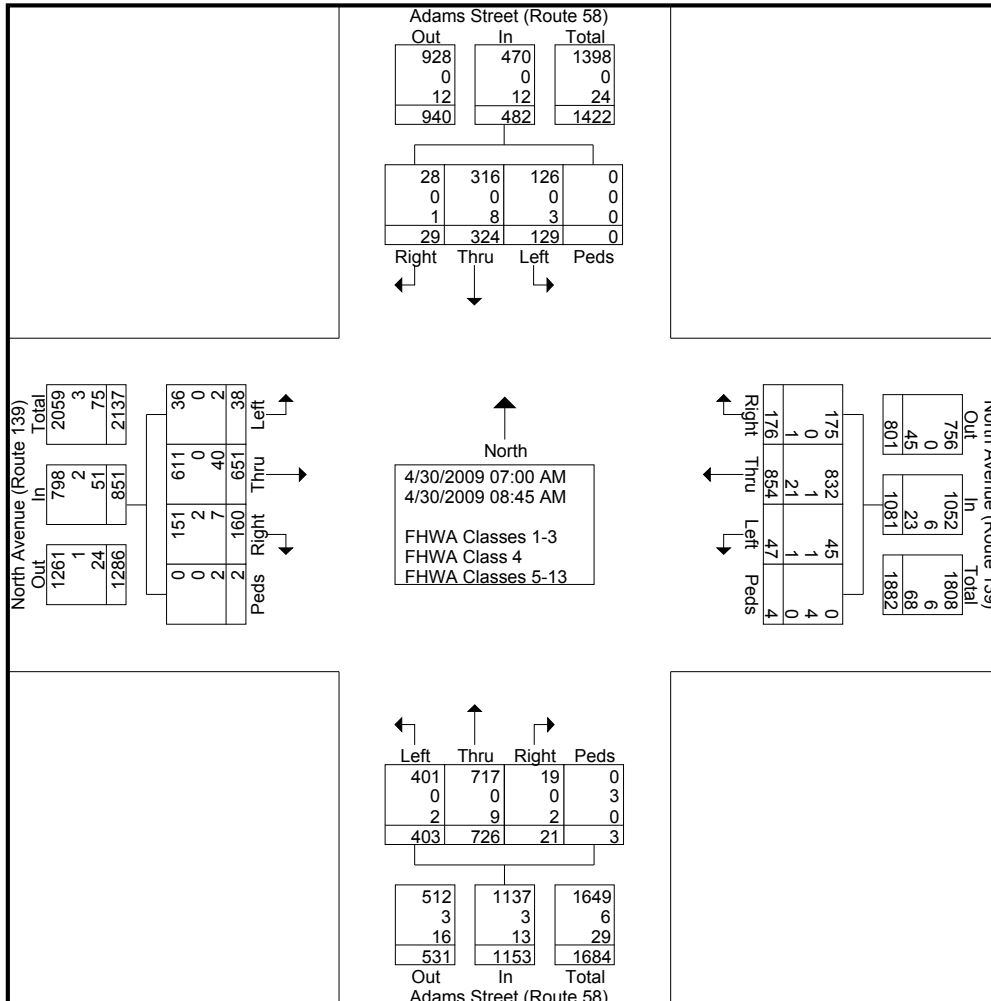 Adams Street (Route 58)
Out In Total
928 470 1398
0 0 0
12 12 24
940 482 1422
28 316 126 0
0 0 0 0
1 8 3 0
29 324 129 0
Right Thru Left Peds
North Avenue (Route 139)
Total In Out
2059 798 1261
3 2 1
75 51 24
2137 851 1286
36 611 151 0
0 0 2 0
2 40 7 2
38 651 160 2
Left Thru Right Peds
North
4/30/2009 07:00 AM
4/30/2009 08:45 AM
FHWA Classes 1-3
FHWA Class 4
FHWA Classes 5-13
Right Thru Left Peds
175 832 45 0
0 1 1 4
1 21 1 0
176 854 47 4
North Avenue (Route 139)
Out In Total
756 1052 1808
0 6 6
45 23 68
801 1081 1882
Left Thru Right Peds
401 717 19 0
0 0 0 3
2 9 2 0
403 726 21 3
512 1137 1649
3 3 6
16 13 29
531 1153 1684
Out In Total
Adams Street (Route 58)